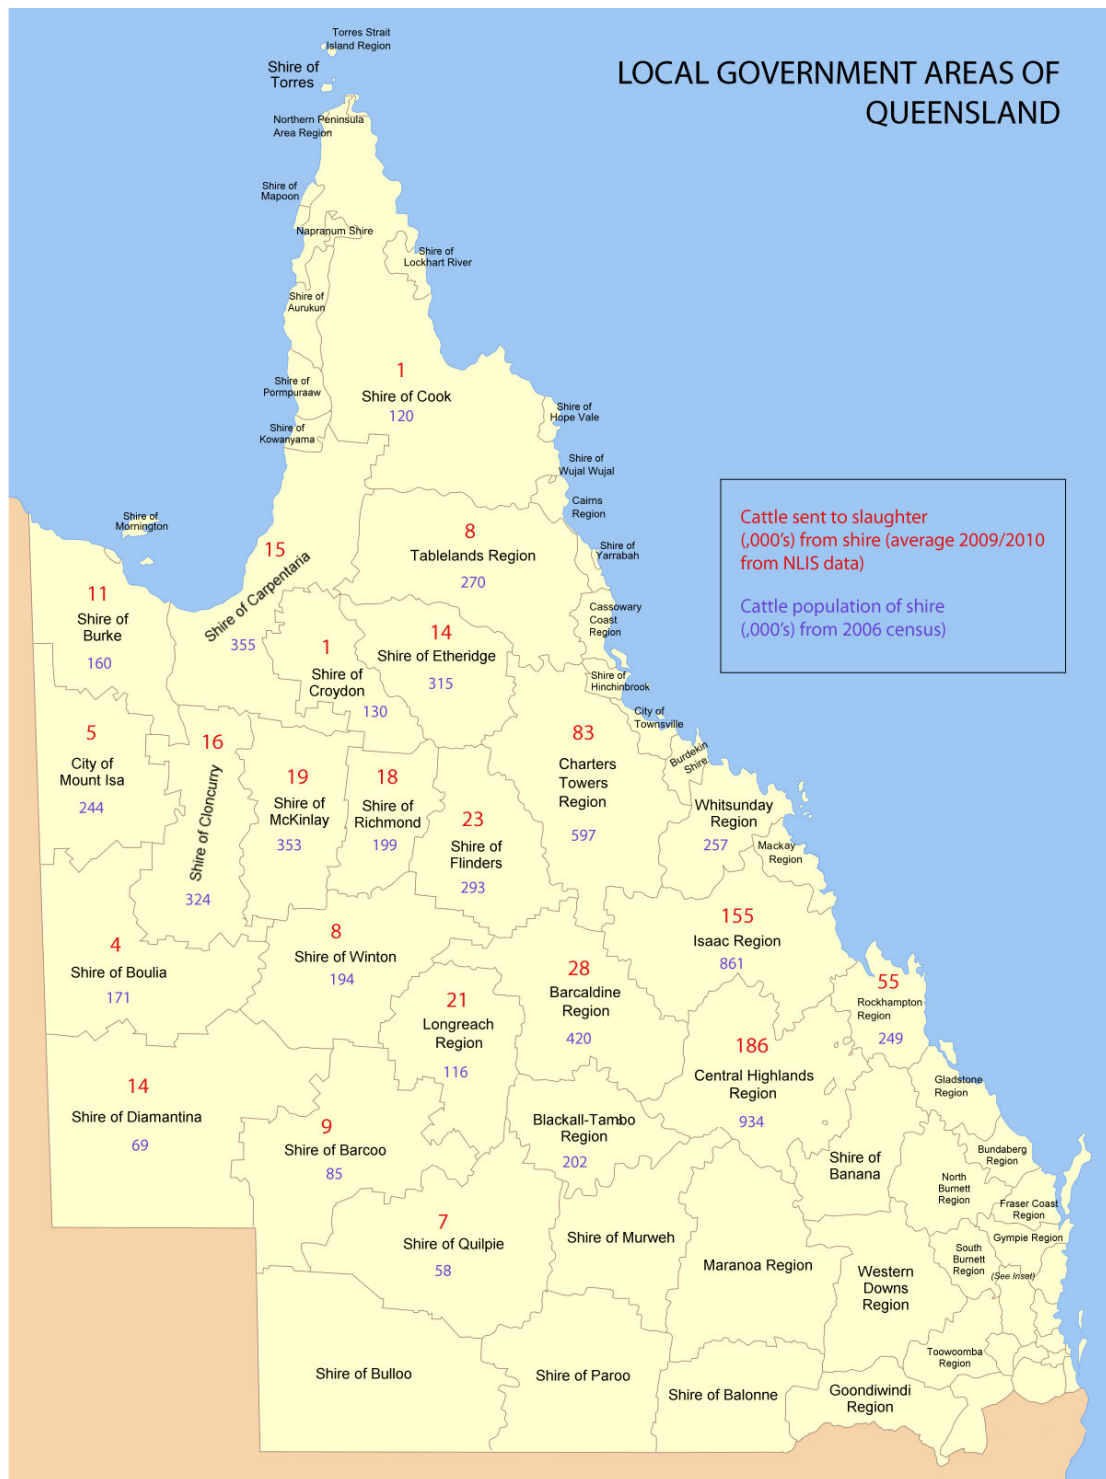 Torres Strait
Island Region
LOCAL GOVERNMENT AREAS OF
QUEENSLAND
Shire of
Torres
Northern Peninsula
Area Region
Shire of
Mapoon
Napranum Shire
Shire of
Lockhart River
Shire of
Aurukun
1
Shire of Cook
120
Shire of
Pormpuraaw
Shire of
Hope Vale
Shire of
Kowanyama
Shire of
Wujal Wujal
Cairns
Region
Shire of
Mornington
Cattle sent to slaughter
(,000's) from shire (average 2009/2010
from NLIS data)
Cattle population of shire
(,000's) from 2006 census)
8
Tablelands Region
270
Shire of
Yarrabah
15
Shire of Carpentaria
355
11
Shire of
Burke
160
Cassowary
Coast
Region
1
Shire of
Croydon
130
14
Shire of Etheridge
315
Shire of
Hinchinbrook
City of
Townsville
5
City of
Mount Isa
244
16
Shire of Cloncurry
324
19
Shire of
McKinlay
353
18
Shire of
Richmond
199
23
Shire of
Flinders
293
83
Charters
Towers
Region
597
Burdekin
Shire
Whitsunday
Region
257
Mackay
Region
4
Shire of Boulia
171
8
Shire of Winton
194
21
Longreach
Region
116
28
Barcaldine
Region
420
155
Isaac Region
861
55
Rockhampton
Region
249
186
Central Highlands
Region
934
14
Shire of Diamantina
69
9
Shire of Barcoo
85
Blackall-Tambo
Region
202
Gladstone
Region
Shire of
Banana
Bundaberg
Region
North
Burnett
Region
Fraser Coast
Region
7
Shire of Quilpie
58
Shire of Murweh
Maranoa Region
Western
Downs
Region
South
Burnett
Region
Gympie Region
(See Inset)
Toowoomba
Region
Shire of Bulloo
Shire of Paroo
Shire of Balonne
Goondiwindi
Region